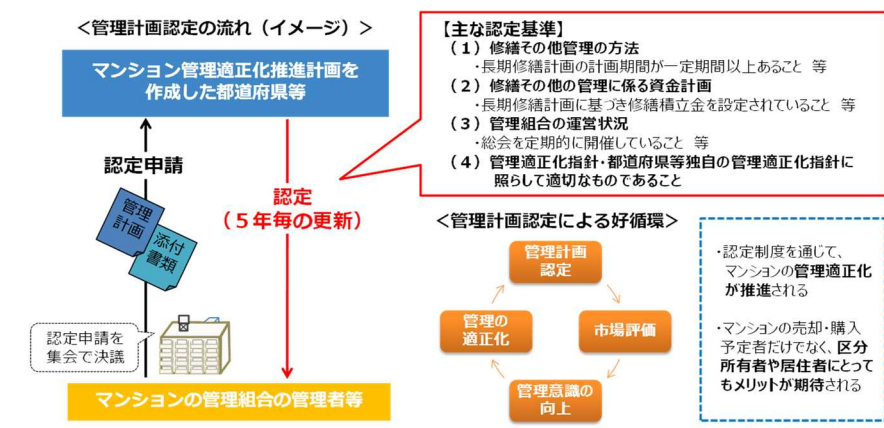 ＜管理計画認定の流れ（イメージ）＞
マンション管理適正化推進計画を
作成した都道府県等
認定申請
管理
計画
添付
書類
認定
（５年毎の更新）
認定申請を
集会で決議
マンションの管理組合の管理者等
【主な認定基準】
（１）修繕その他管理の方法
・長期修繕計画の計画期間が一定期間以上あること 等
（２）修繕その他の管理に係る資金計画
・長期修繕計画に基づき修繕積立金を設定されていること 等
（３）管理組合の運営状況
・総会を定期的に開催していること 等
（４）管理適正化指針・都道府県等独自の管理適正化指針に
照らして適切なものであること
＜管理計画認定による好循環＞
管理計画
認定
市場評価
管理意識の
向上
管理の
適正化
・認定制度を通じて、
マンションの管理適正化
が推進される
・マンションの売却・購入
予定者だけでなく、区分
所有者や居住者にとって
もメリットが期待される